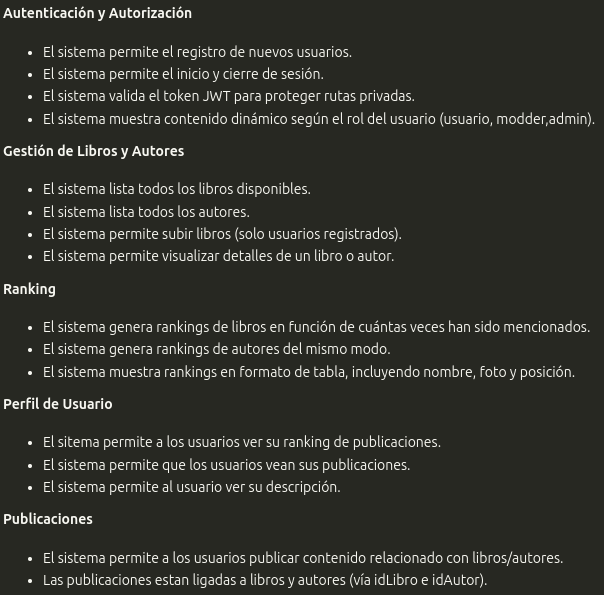 Autenticación y Autorización
El sistema permite el registro de nuevos usuarios.
El sistema permite el inicio y cierre de sesión.
El sistema valida el token JWT para proteger rutas privadas.
El sistema muestra contenido dinámico según el rol del usuario (usuario, modder,admin).
Gestión de Libros y Autores
El sistema lista todos los libros disponibles.
El sistema lista todos los autores.
El sistema permite subir libros (solo usuarios registrados).
El sistema permite visualizar detalles de un libro o autor.
Ranking
El sistema genera rankings de libros en función de cuántas veces han sido mencionados.
El sistema genera rankings de autores del mismo modo.
El sistema muestra rankings en formato de tabla, incluyendo nombre, foto y posición.
Perfil de Usuario
El sitema permite a los usuarios ver su ranking de publicaciones.
El sistema permite que los usuarios vean sus publicaciones.
El sistema permite al usuario ver su descripción.
Publicaciones
El sistema permite a los usuarios publicar contenido relacionado con libros/autores.
Las publicaciones estan ligadas a libros y autores (vía idLibro e idAutor).